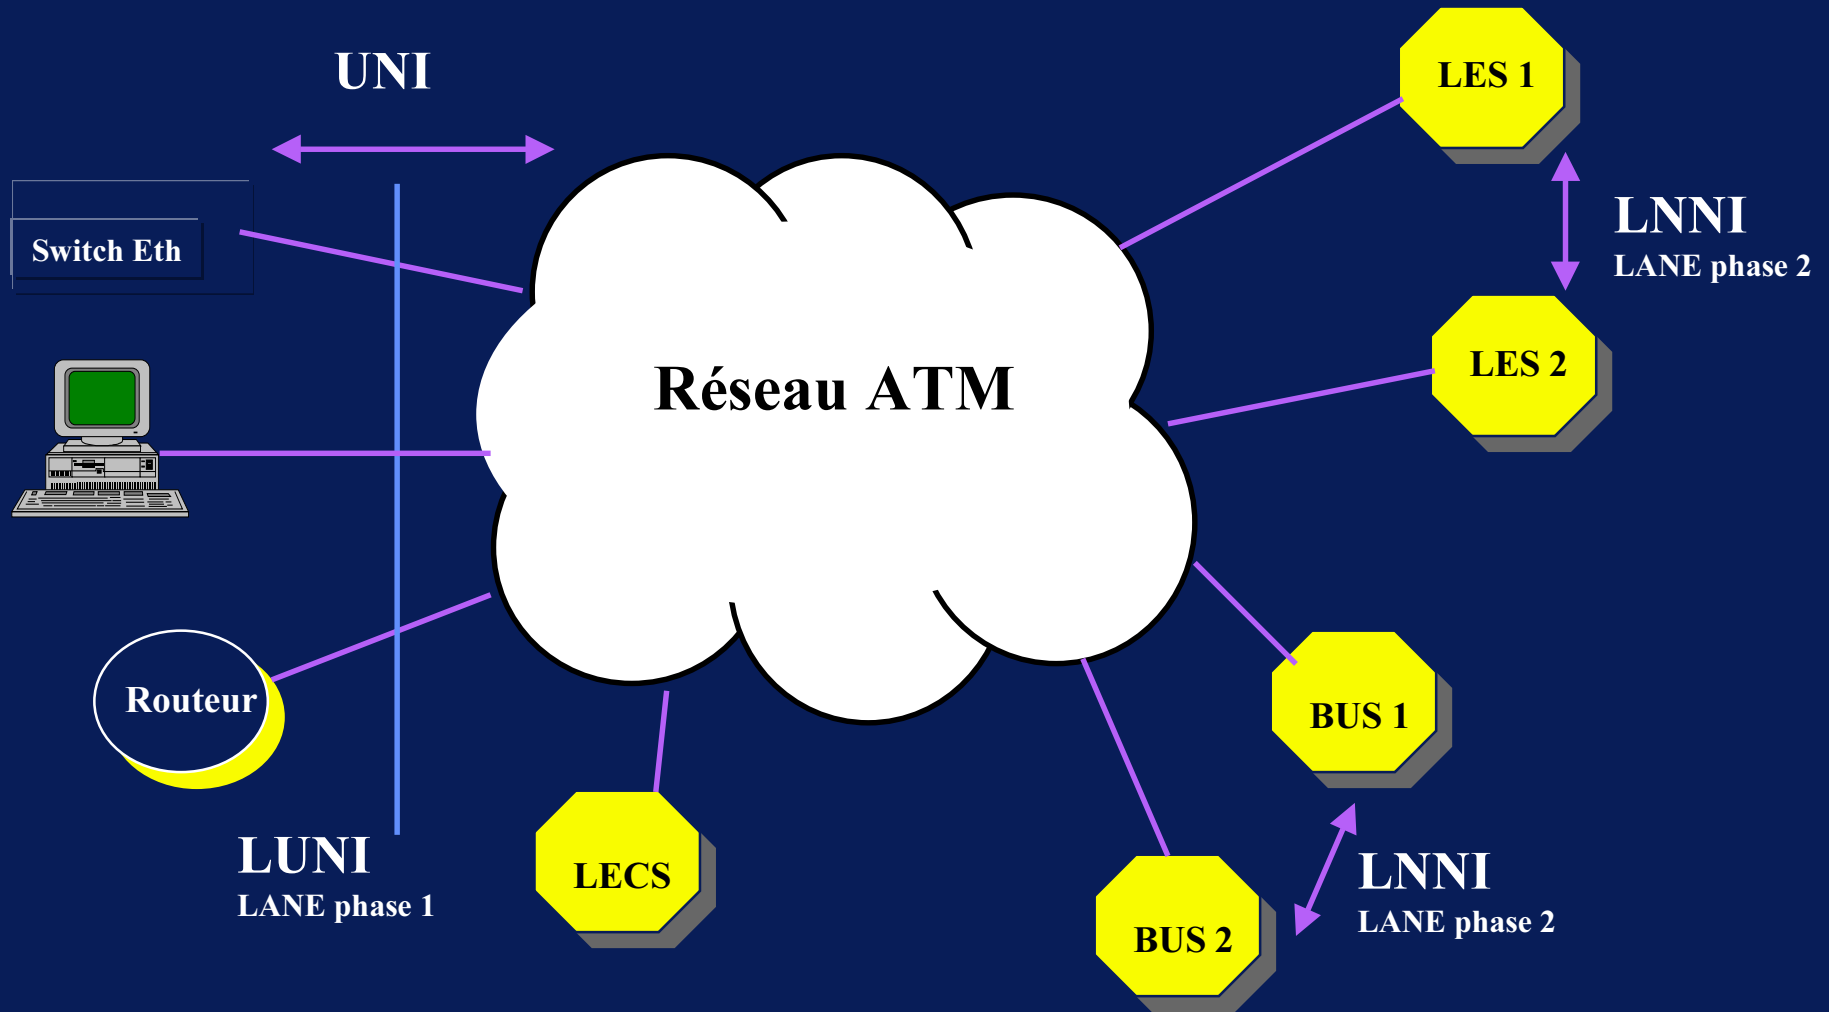 UNI
LES 1
LNNI
LANE phase 2
Switch Eth
Réseau ATM
LES 2
Routeur
BUS 1
LUNI
LANE phase 1
LECS
LNNI
LANE phase 2
BUS 2